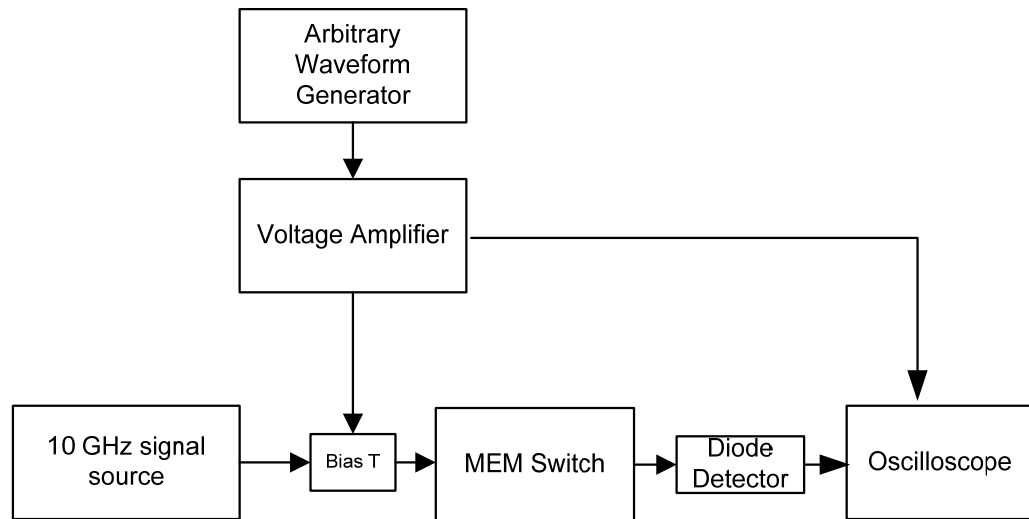 Arbitrary
Waveform
Generator
Voltage Amplifier
10 GHz signal
source
Bias T
MEM Switch
Diode
Detector
Oscilloscope